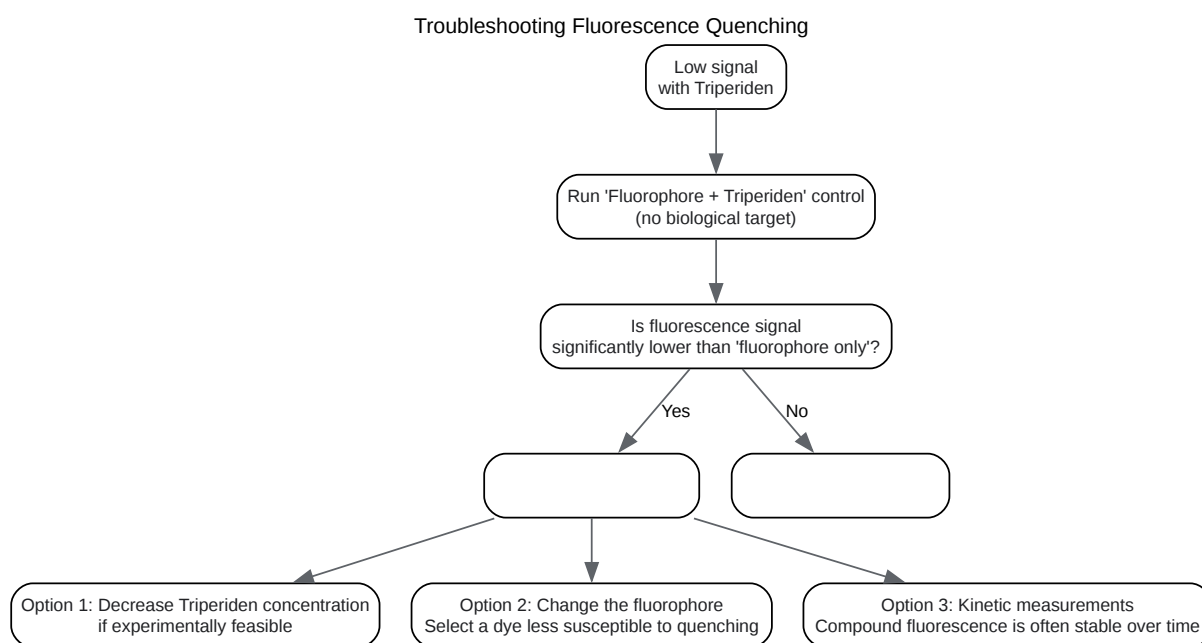 Troubleshooting Fluorescence Quenching
Low signal
with Triperiden
Run 'Fluorophore + Triperiden' control
(no biological target)
Is fluorescence signal
significantly lower than 'fluorophore only'?
Yes
No
Option 1: Decrease Triperiden concentration
if experimentally feasible
Option 2: Change the fluorophore
Select a dye less susceptible to quenching
Option 3: Kinetic measurements
Compound fluorescence is often stable over time